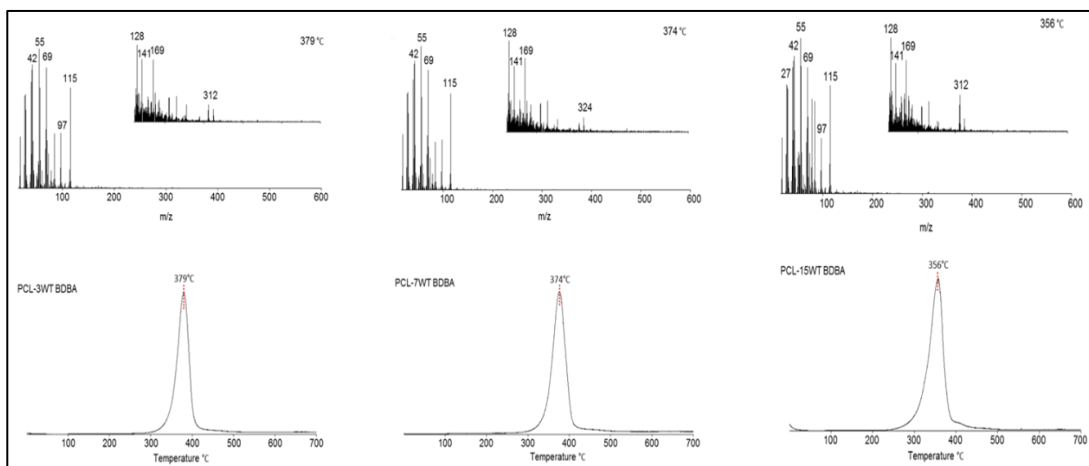 55
42
69
115
97
128
141
169
312
379 ℃
100 200 300 400 500 600
m/z
55
42
69
115
128
141
169
324
374 ℃
100 200 300 400 500 600
m/z
55
42
27
69
115
97
128
141
169
312
356 ℃
100 200 300 400 500 600
m/z
PCL-3WT BDBA
379℃
100 200 300 400 500 600 700
Temperature ℃
PCL-7WT BDBA
374℃
100 200 300 400 500 600 700
Temperature ℃
PCL-15WT BDBA
356℃
100 200 300 400 500 600 700
Temperature ℃